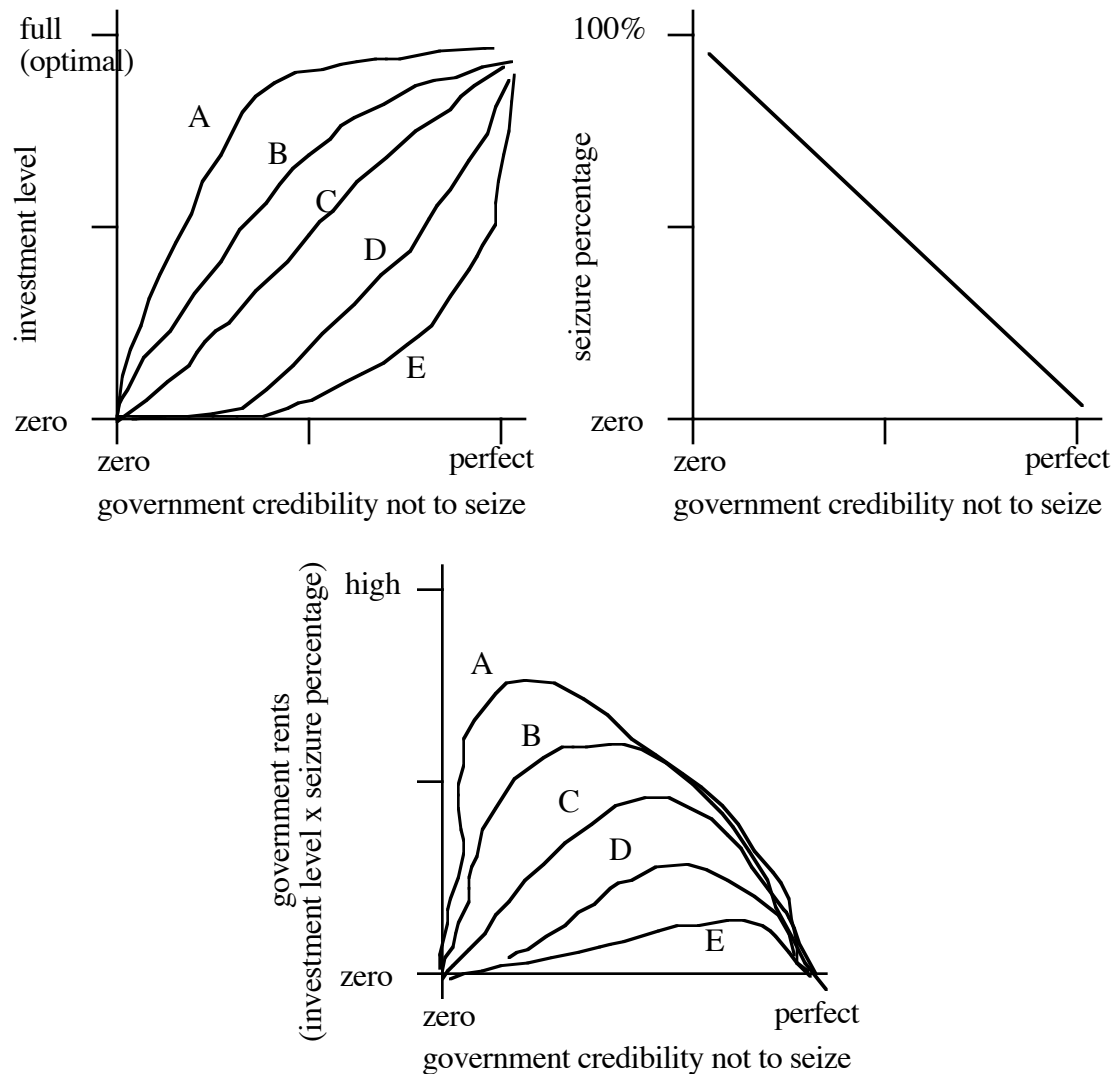 full
(optimal)
A
B
C
D
E
investment level
zero
zero
perfect
government credibility not to seize
100%
seizure percentage
zero
zero
perfect
government credibility not to seize
high
A
B
C
D
E
government rents
(investment level x seizure percentage)
zero
zero
perfect
government credibility not to seize